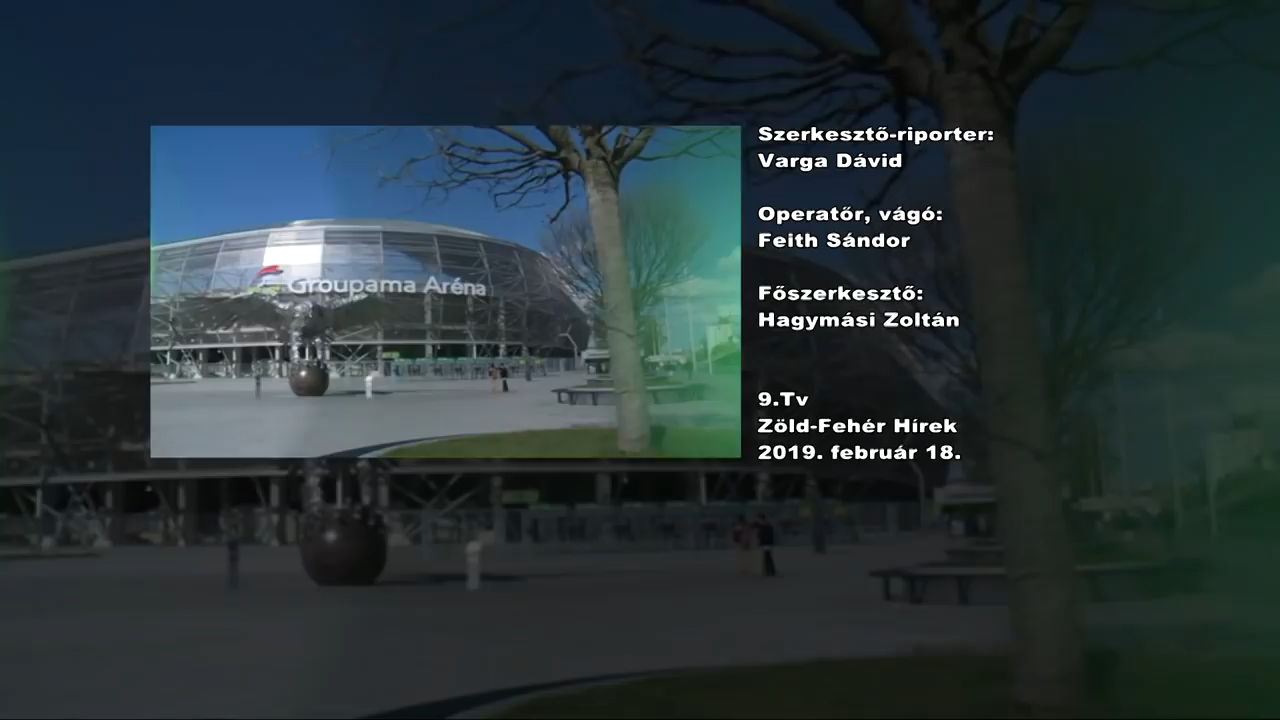 Groupama Aréna
Szerkesztő-riporter:
Varga Dávid
Operatőr, vágó:
Feith Sándor
Főszerkesztő:
Hagymási Zoltán
9.Tv
Zöld-Fehér Hírek
2019. február 18.